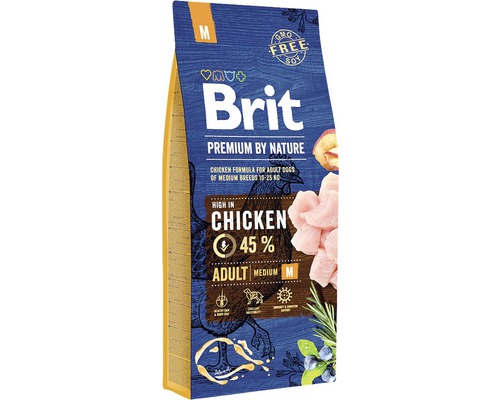 M
GMO
FREE
SOY
Brit
PREMIUM BY NATURE
CHICKEN FORMULA FOR ADULT DOGS
OF MEDIUM BREEDS 10-25 KG
HIGH IN
CHICKEN
45 %
ADULT MEDIUM M